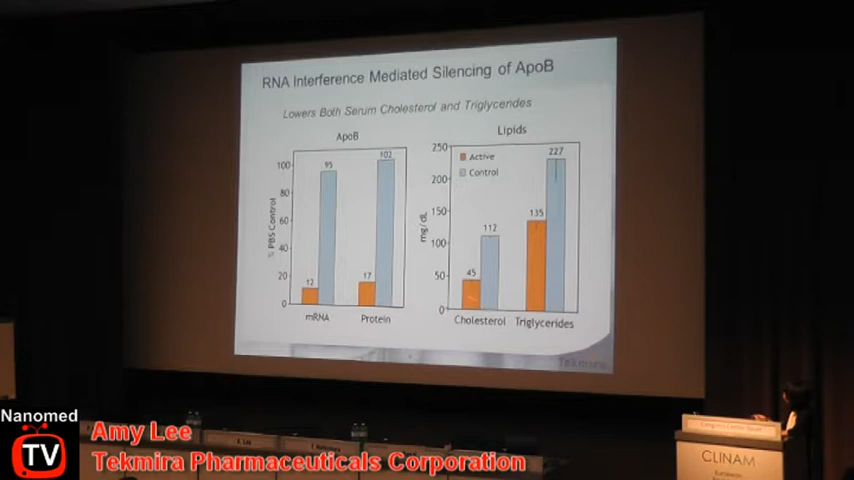 RNA Interference Mediated Silencing of ApoB
Lowers Both Serum Cholesterol and Triglycerides
ApoB
Lipids
% PBS Control
100
80
60
40
20
0
95
102
12
17
mRNA
Protein
mg/dL
250
200
150
100
50
0
Active
Control
227
135
112
45
Cholesterol
Triglycerides
Tekmira
CLINAM
Nanomed
TV
Amy Lee
Tekmira Pharmaceuticals Corporation